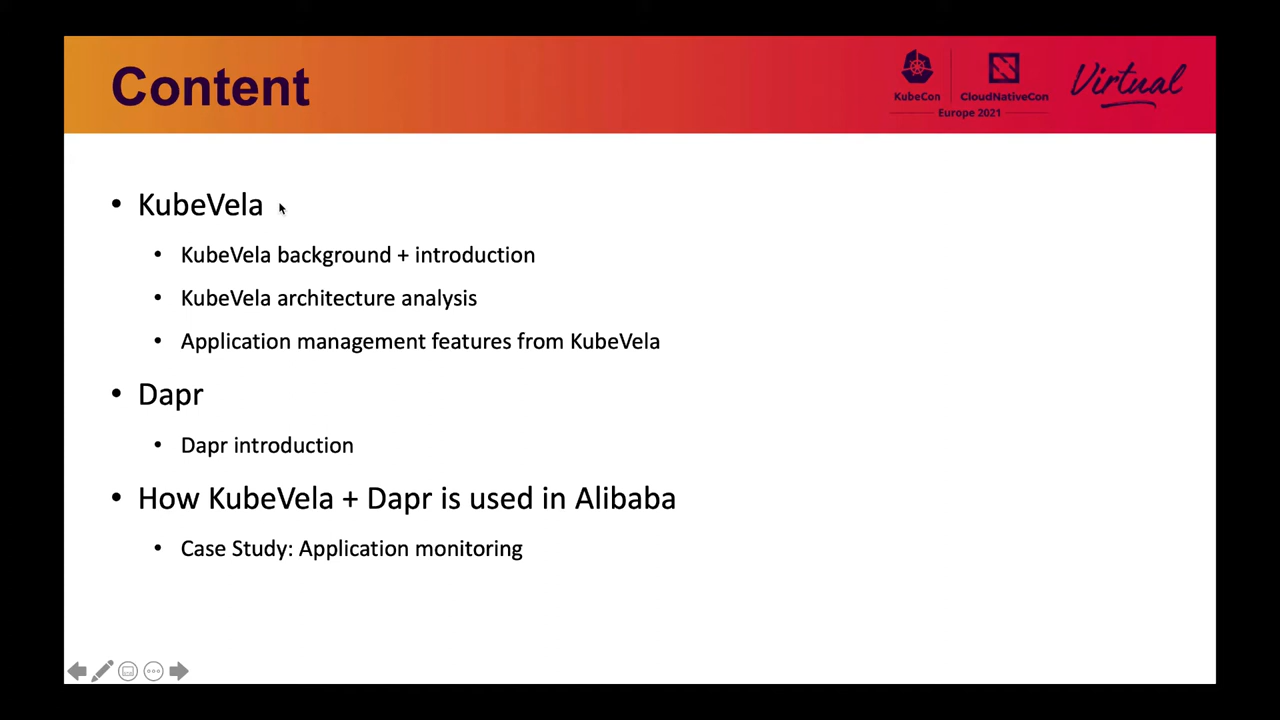 Content
KubeCon
CloudNativeCon
Europe 2021
Virtual
• KubeVela
• KubeVela background + introduction
• KubeVela architecture analysis
• Application management features from KubeVela
• Dapr
• Dapr introduction
• How KubeVela + Dapr is used in Alibaba
• Case Study: Application monitoring